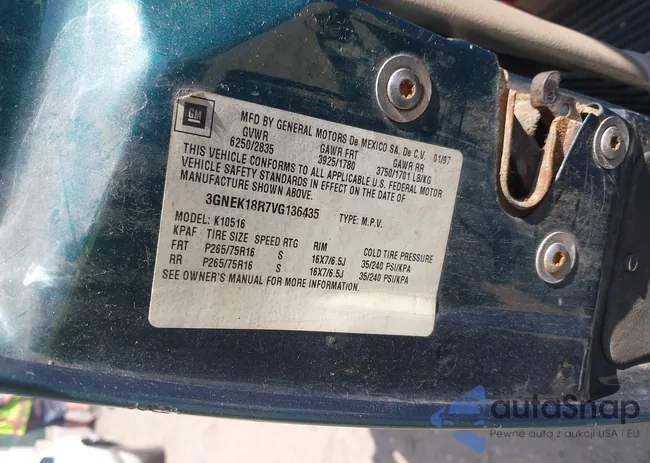 GM
MFD BY GENERAL MOTORS De MEXICO SA. De C.V. 01/97
GVWR GAWR FRT GAWR RR
6250/2835 3925/1780 3750/1701 LB/KG
THIS VEHICLE CONFORMS TO ALL APPLICABLE U.S. FEDERAL MOTOR
VEHICLE SAFETY STANDARDS IN EFFECT ON THE DATE OF
MANUFACTURE SHOWN ABOVE.
3GNEK18R7VG136435 TYPE: M.P.V.
MODEL: K10516
KPAF TIRE SIZE SPEED RTG RIM COLD TIRE PRESSURE
FRT P265/75R16 S 16X7/6.5J 35/240 PSI/KPA
RR P265/75R16 S 16X7/6.5J 35/240 PSI/KPA
SEE OWNER'S MANUAL FOR MORE INFORMATION.
autoSnap
Pewne auta z aukcji USA i EU